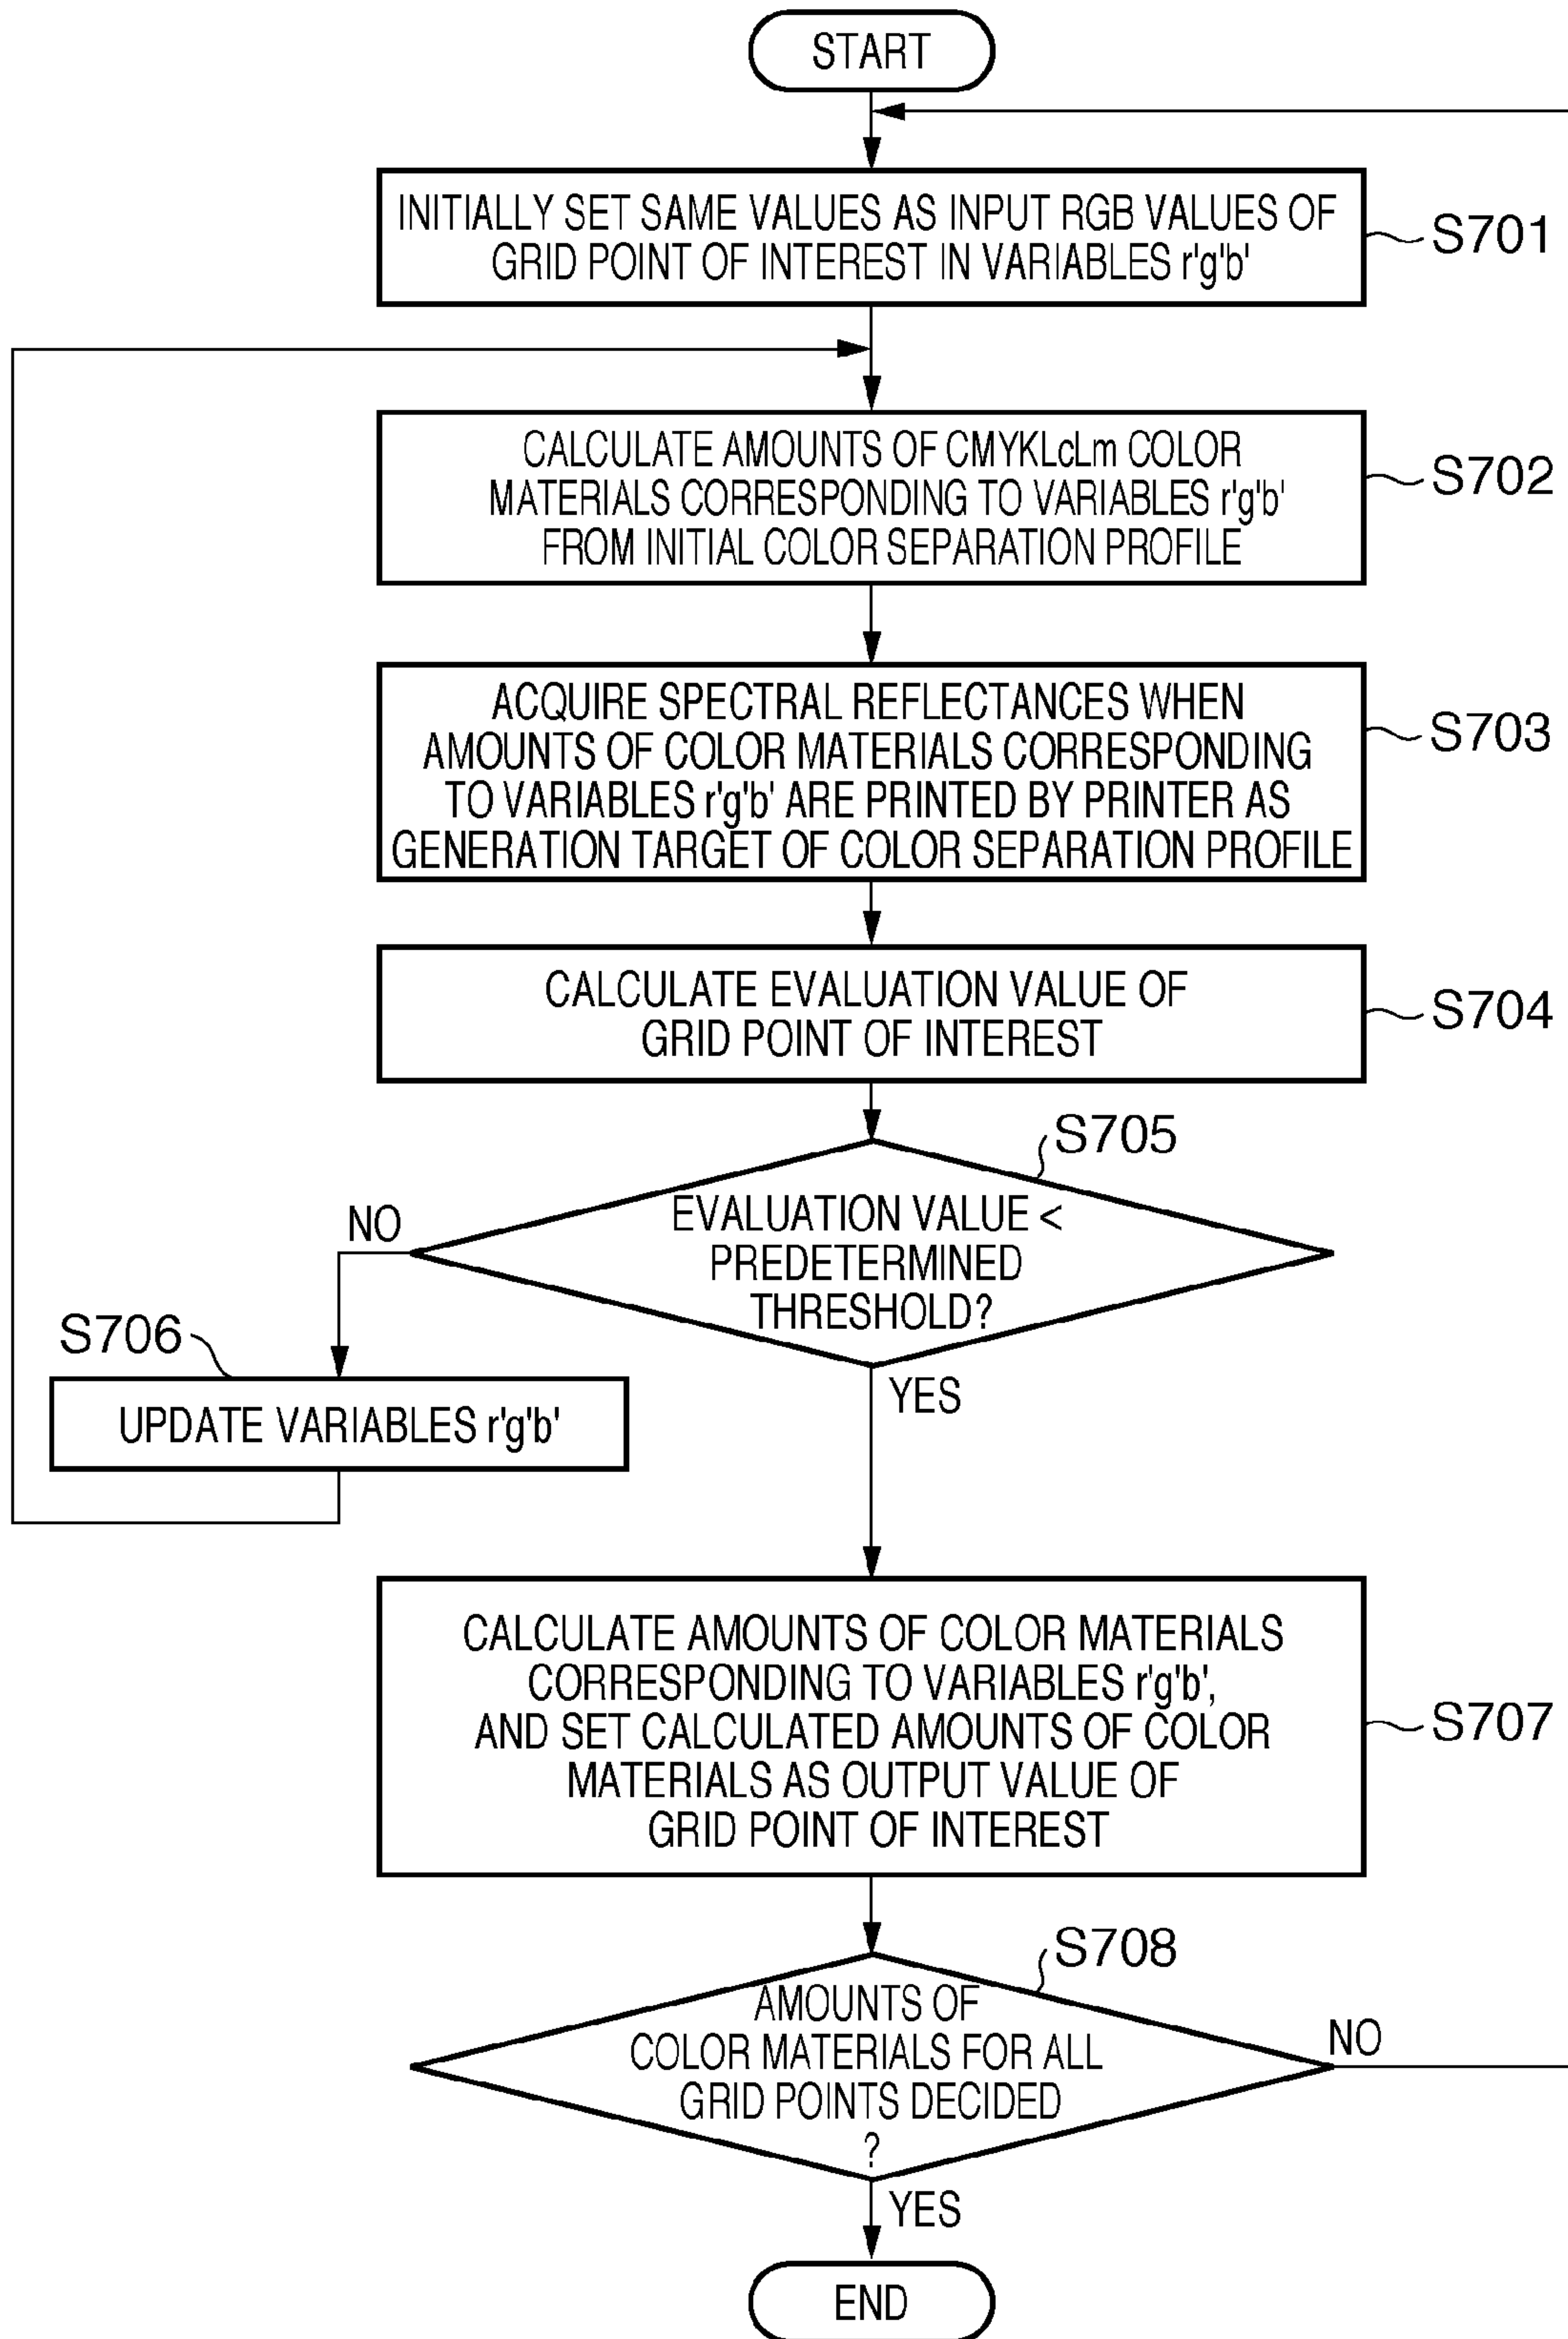 START
INITIALLY SET SAME VALUES AS INPUT RGB VALUES OF
GRID POINT OF INTEREST IN VARIABLES r'g'b'
S701
CALCULATE AMOUNTS OF CMYKLcLm COLOR
MATERIALS CORRESPONDING TO VARIABLES r'g'b'
FROM INITIAL COLOR SEPARATION PROFILE
S702
ACQUIRE SPECTRAL REFLECTANCES WHEN
AMOUNTS OF COLOR MATERIALS CORRESPONDING
TO VARIABLES r'g'b' ARE PRINTED BY PRINTER AS
GENERATION TARGET OF COLOR SEPARATION PROFILE
S703
CALCULATE EVALUATION VALUE OF
GRID POINT OF INTEREST
S704
S705
EVALUATION VALUE <
PREDETERMINED
THRESHOLD?
NO
YES
S706
UPDATE VARIABLES r'g'b'
CALCULATE AMOUNTS OF COLOR MATERIALS
CORRESPONDING TO VARIABLES r'g'b',
AND SET CALCULATED AMOUNTS OF COLOR
MATERIALS AS OUTPUT VALUE OF
GRID POINT OF INTEREST
S707
S708
AMOUNTS OF
COLOR MATERIALS FOR ALL
GRID POINTS DECIDED
?
NO
YES
END